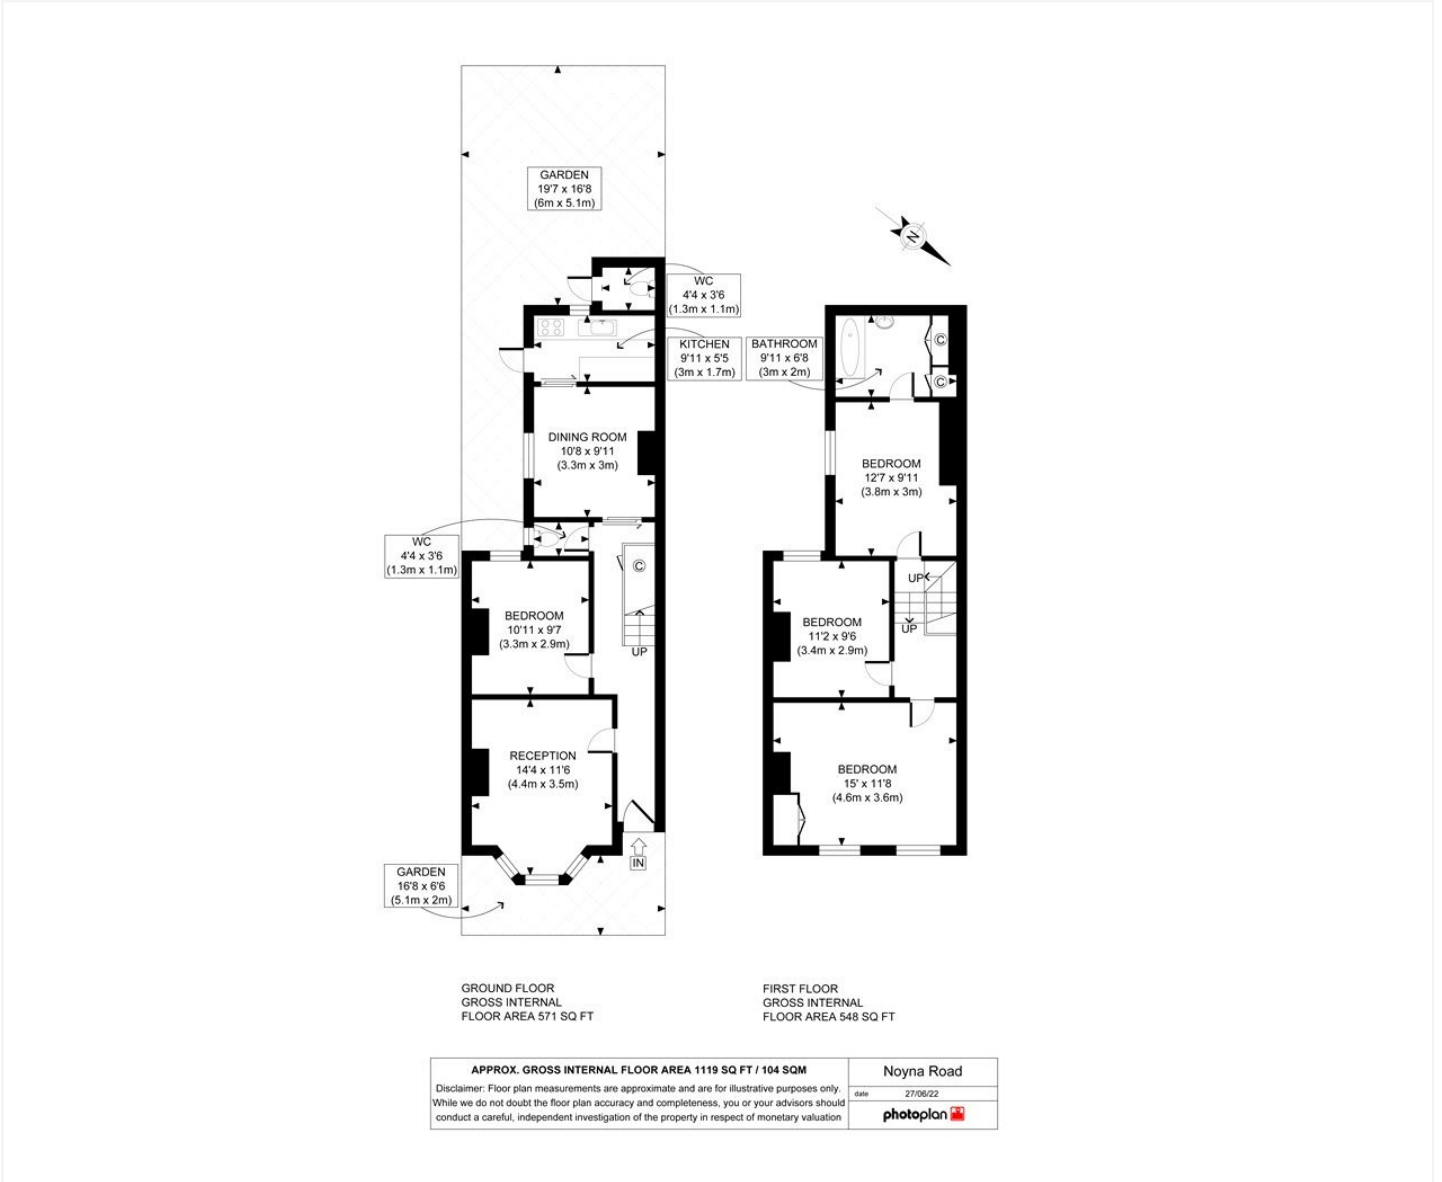 GARDEN
19'7 x 16'8
(6m x 5.1m)
N
WC
4'4 x 3'6
(1.3m x 1.1m)
KITCHEN
9'11 x 5'5
(3m x 1.7m)
BATHROOM
9'11 x 6'8
(3m x 2m)
C
C
DINING ROOM
10'8 x 9'11
(3.3m x 3m)
BEDROOM
12'7 x 9'11
(3.8m x 3m)
WC
4'4 x 3'6
(1.3m x 1.1m)
C
UP
UP
UP
BEDROOM
10'11 x 9'7
(3.3m x 2.9m)
BEDROOM
11'2 x 9'6
(3.4m x 2.9m)
RECEPTION
14'4 x 11'6
(4.4m x 3.5m)
BEDROOM
15' x 11'8
(4.6m x 3.6m)
IN
GARDEN
16'8 x 6'6
(5.1m x 2m)
GROUND FLOOR
GROSS INTERNAL
FLOOR AREA 571 SQ FT
FIRST FLOOR
GROSS INTERNAL
FLOOR AREA 548 SQ FT
APPROX. GROSS INTERNAL FLOOR AREA 1119 SQ FT / 104 SQM
Disclaimer: Floor plan measurements are approximate and are for illustrative purposes only.
While we do not doubt the floor plan accuracy and completeness, you or your advisors should
conduct a careful, independent investigation of the property in respect of monetary valuation
Noyna Road
date 27/06/22
photoplan